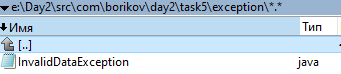 e:\Day2\src\com\borikov\day2\task5\exception\*.*
Имя Тип
[..]
InvalidDataException java